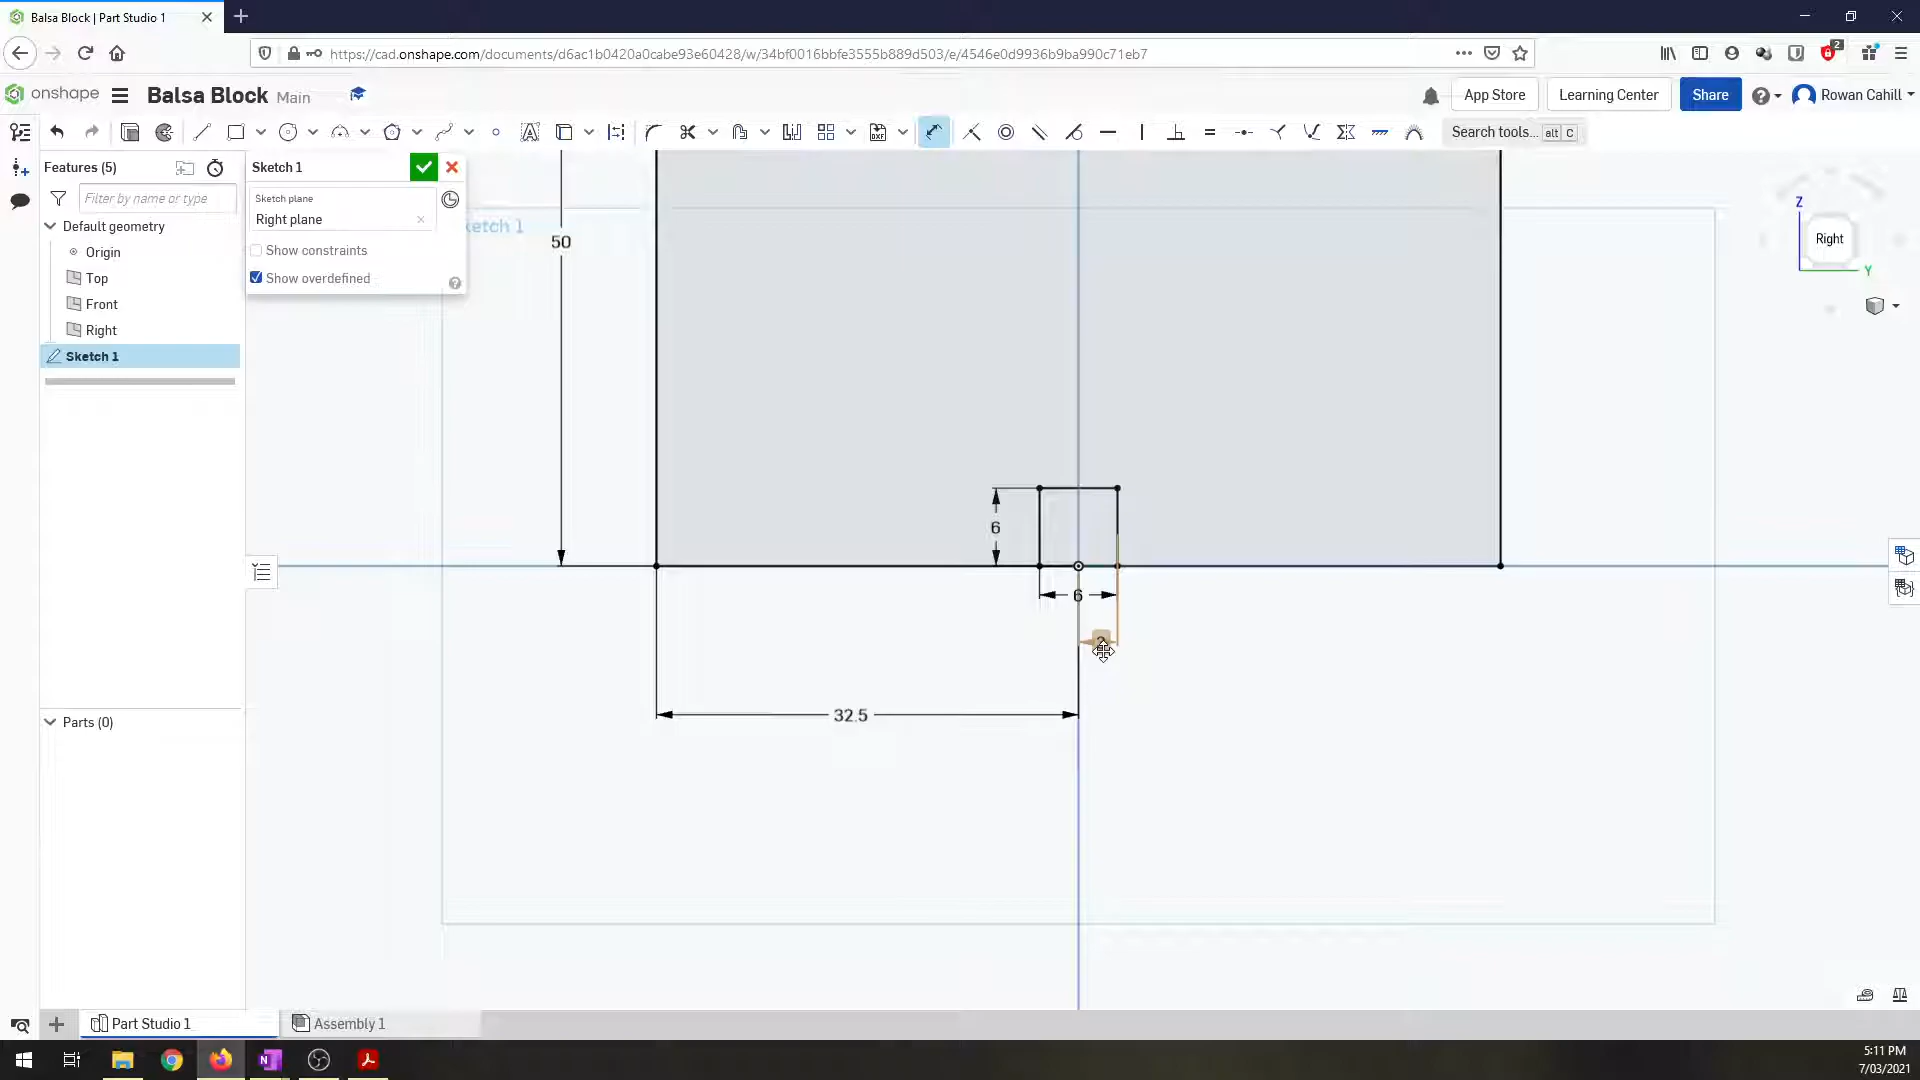 Balsa Block | Part Studio 1
https://cad.onshape.com/documents/d6ac1b0420a0cabe93e60428/w/34bf0016bbfe3555b889d503/e/4546e0d9936b9ba990c71eb7
2
onshape
Balsa Block Main
App Store
Learning Center
Share
Rowan Cahill
Search tools... alt C
Features (5)
Filter by name or type
Default geometry
Origin
Top
Front
Right
Sketch 1
Parts (0)
Sketch 1
Sketch plane
Right plane
Show constraints
Show overdefined
ketch 1
50
6
6
32.5
Z
Right
Y
Part Studio 1
Assembly 1
5:11 PM
7/03/2021